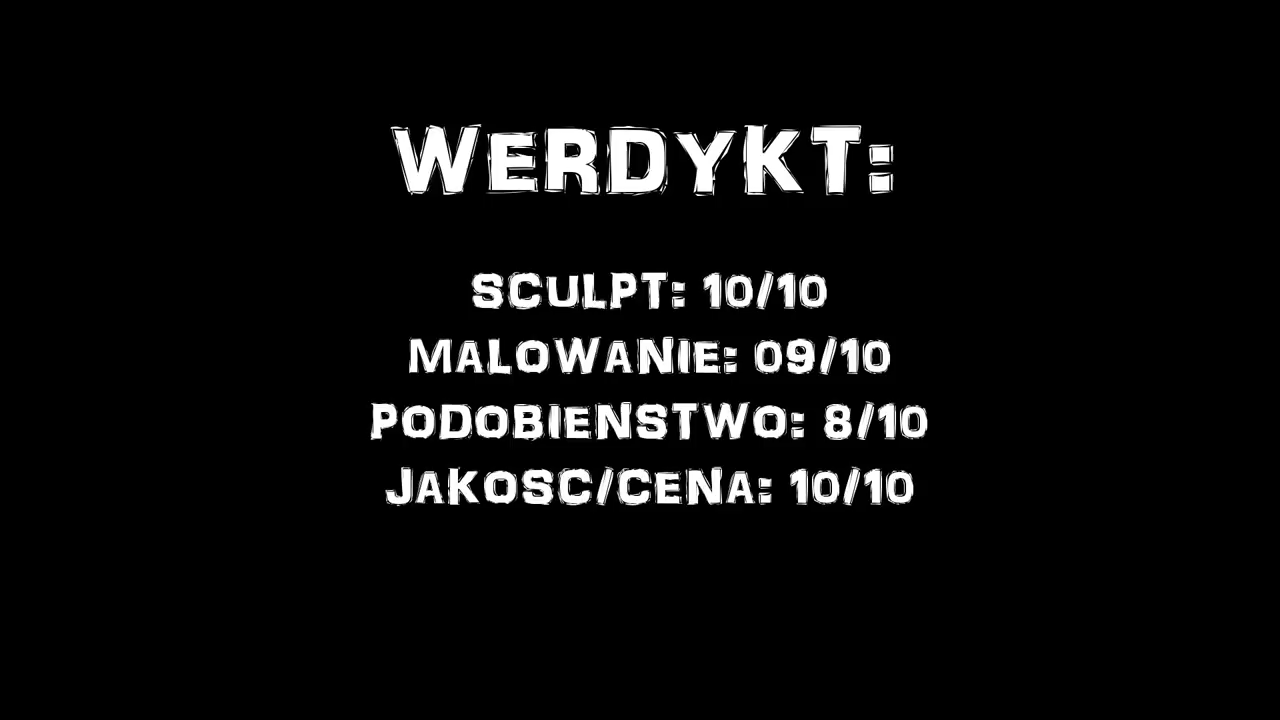 WERDYKT:
SCULPT: 10/10
MALOWANIE: 09/10
PODOBIENSTWO: 8/10
JAKOSC/CENA: 10/10